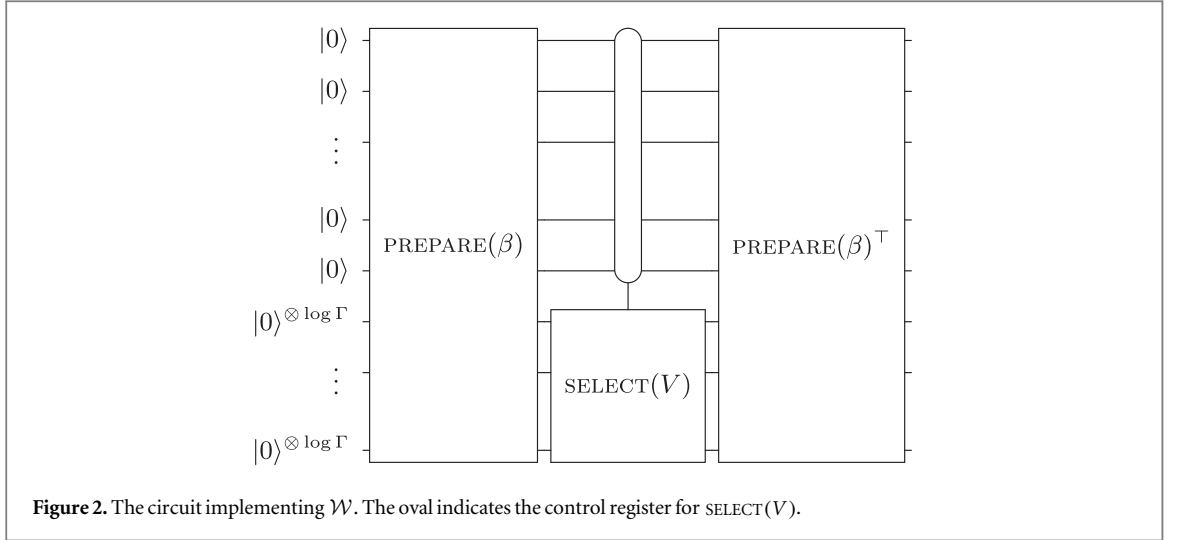 |0⟩
|0⟩
⋮
|0⟩
PREPARE(β) PREPARE(β)⊤
|0⟩
|0⟩⊗ log Γ
⋮ SELECT(V)
|0⟩⊗ log Γ
Figure 2. The circuit implementing 𝒲. The oval indicates the control register for SELECT(V).